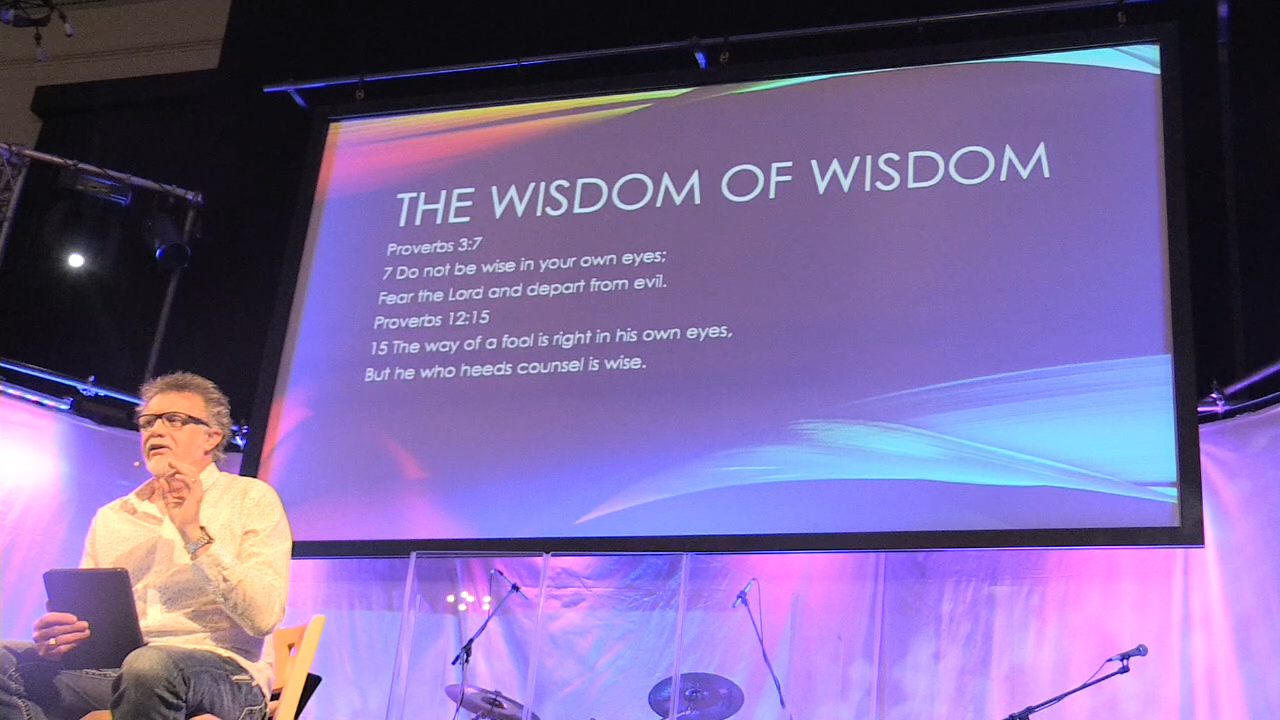 THE WISDOM OF WISDOM
Proverbs 3:7
7 Do not be wise in your own eyes;
Fear the Lord and depart from evil.
Proverbs 12:15
15 The way of a fool is right in his own eyes,
But he who heeds counsel is wise.